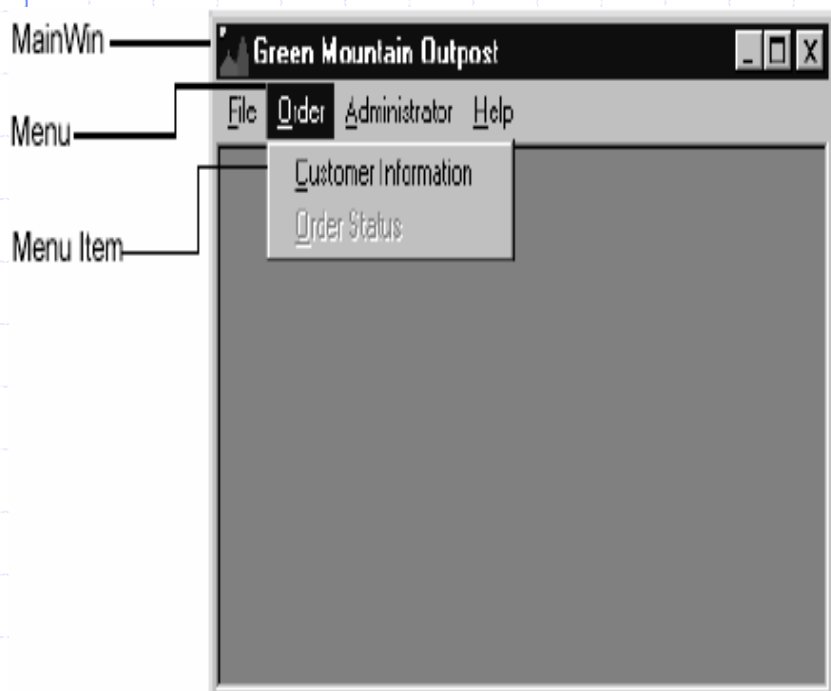 MainWin
Green Mountain Outpost
Menu
File Order Administrator Help
Customer Information
Order Status
Menu Item